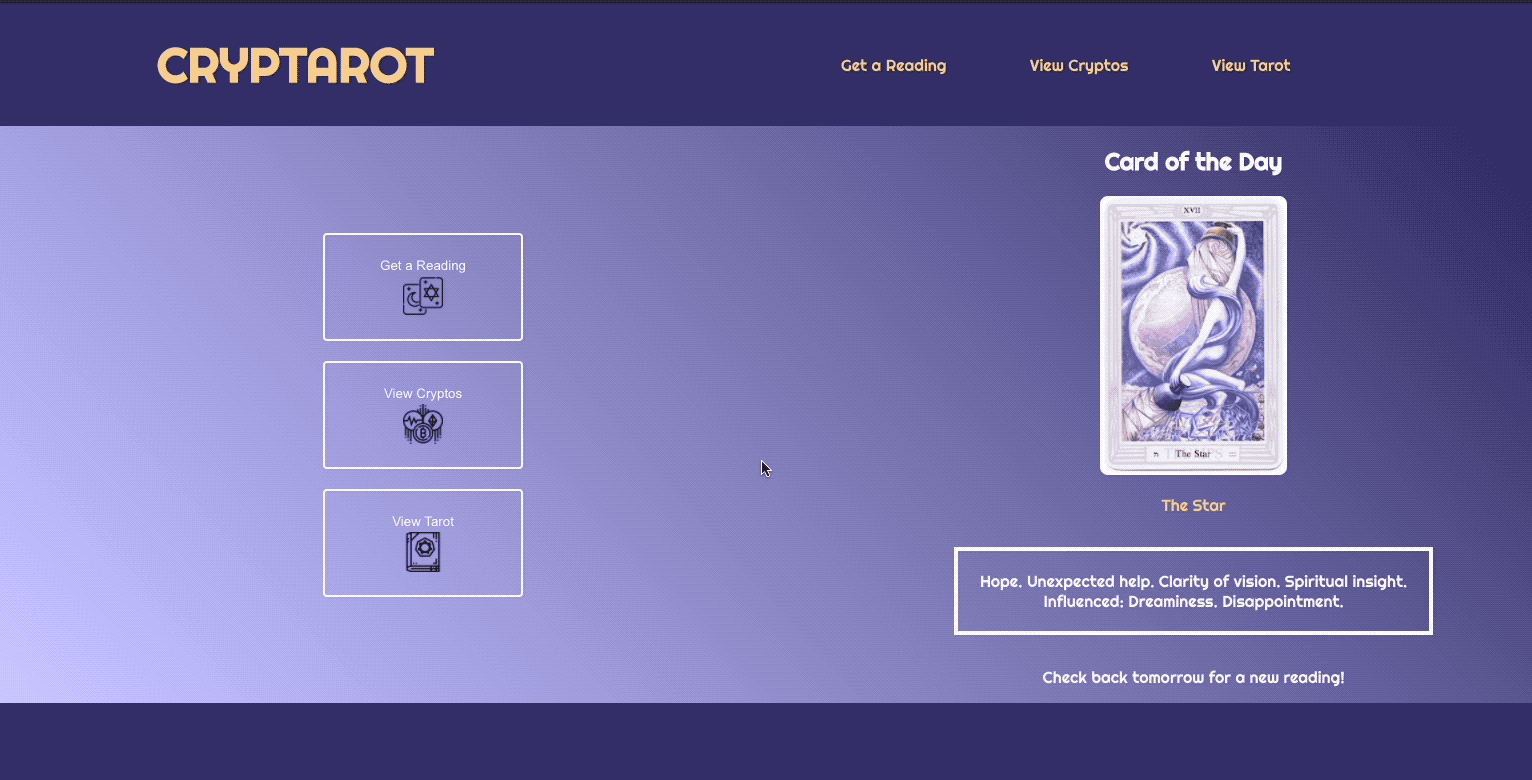 CRYPTAROT
Get a Reading
View Cryptos
View Tarot
Get a Reading
View Cryptos
View Tarot
Card of the Day
XVII
The Star
The Star
Hope. Unexpected help. Clarity of vision. Spiritual insight.
Influenced: Dreaminess. Disappointment.
Check back tomorrow for a new reading!